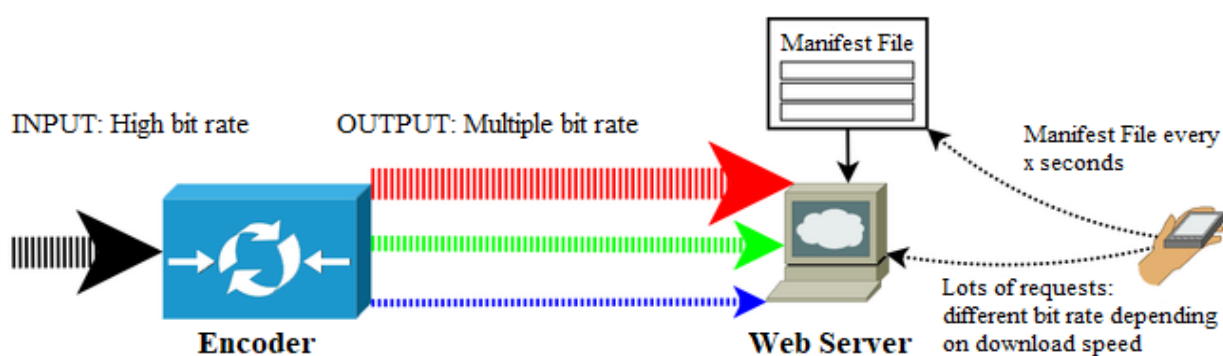 Manifest File
INPUT: High bit rate
OUTPUT: Multiple bit rate
Manifest File every
x seconds
Lots of requests:
different bit rate depending
on download speed
Encoder
Web Server